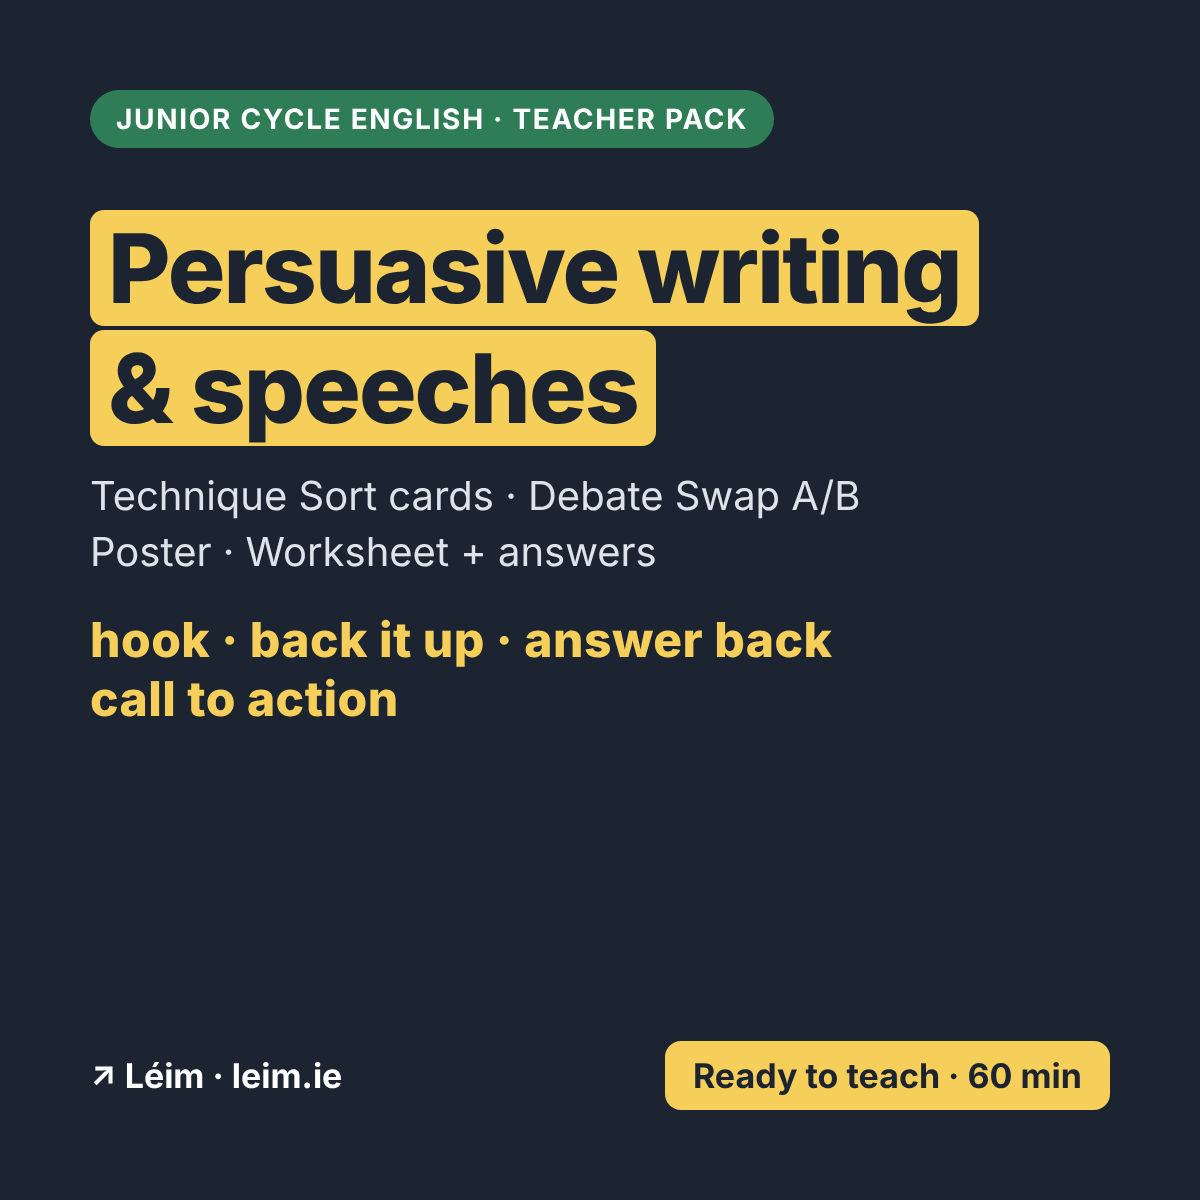 JUNIOR CYCLE ENGLISH · TEACHER PACK
Persuasive writing
& speeches
Technique Sort cards · Debate Swap A/B
Poster · Worksheet + answers
hook · back it up · answer back
call to action
↗ Léim · leim.ie
Ready to teach · 60 min